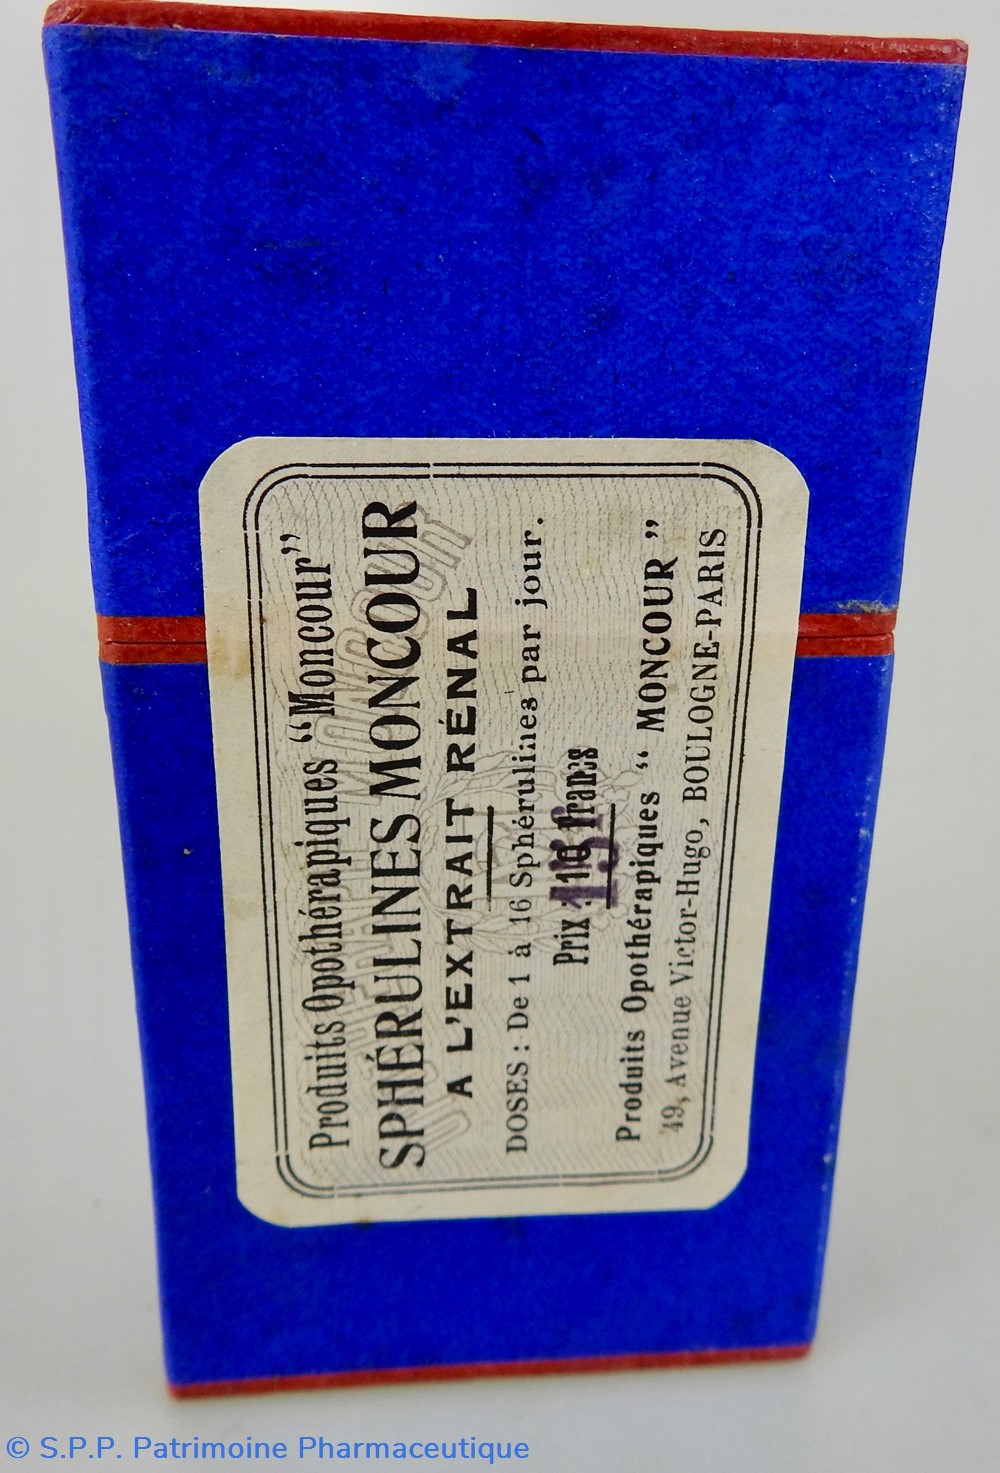 Produits Opothérapiques “Moncour”
SPHÉRULINES MONCOUR
A L'EXTRAIT RÉNAL
DOSES : De 1 à 16 Sphérulines par jour.
Prix : francs
Produits Opothérapiques “ MONCOUR ”
49, Avenue Victor-Hugo, BOULOGNE-PARIS
© S.P.P. Patrimoine Pharmaceutique